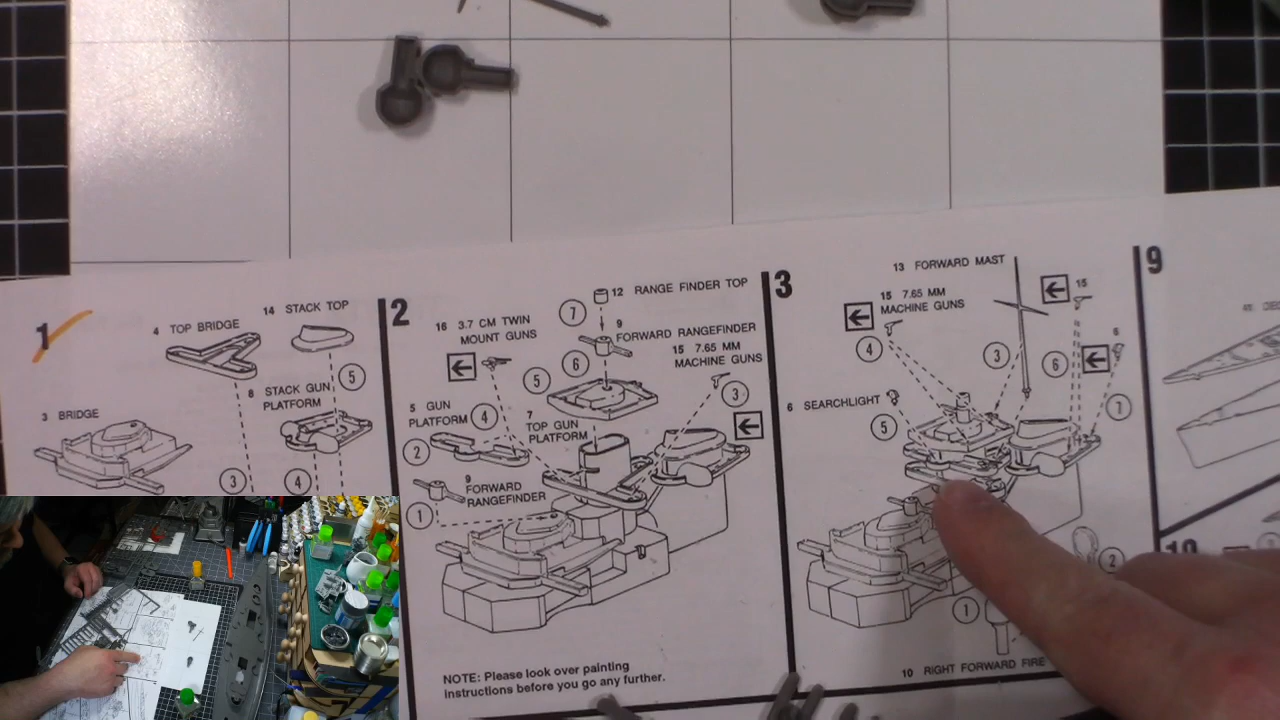 1
4 TOP BRIDGE
14 STACK TOP
5
8 STACK GUN
PLATFORM
3 BRIDGE
3
4
2
16 3.7 CM TWIN
MOUNT GUNS
12 RANGE FINDER TOP
7
9
FORWARD RANGEFINDER
15 7.65 MM
MACHINE GUNS
6
5
3
5 GUN
PLATFORM
4
7
TOP GUN
PLATFORM
2
9
FORWARD
RANGEFINDER
1
NOTE: Please look over painting
instructions before you go any further.
3
13 FORWARD MAST
15 7.65 MM
MACHINE GUNS
15
4
3
6
6
6 SEARCHLIGHT
5
7
2
1
10 RIGHT FORWARD FIRE
9
10